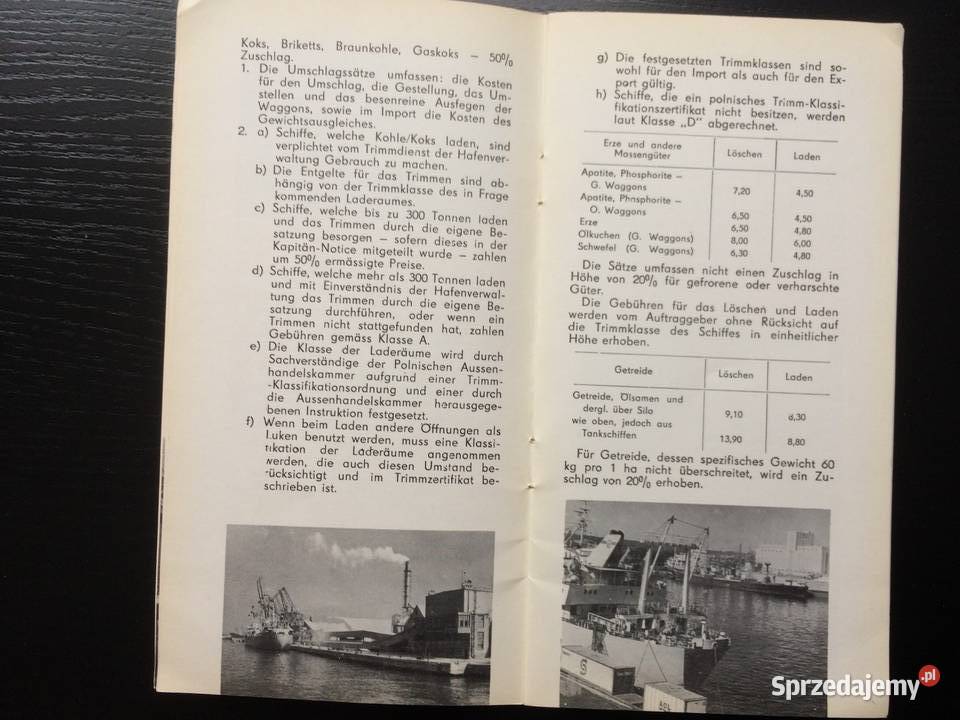 Koks, Briketts, Braunkohle, Gaskoks – 50%
Zuschlag.
1. Die Umschlagssätze umfassen: die Kosten
für den Umschlag, die Gestellung, das Um-
stellen und das besenreine Ausfegen der
Waggons, sowie im Import die Kosten des
Gewichtsausgleiches.
2. a) Schiffe, welche Kohle/Koks laden, sind
verplichtet vom Trimmdienst der Hafenver-
waltung Gebrauch zu machen.
b) Die Entgelte für das Trimmen sind ab-
hängig von der Trimmklasse des in Frage
kommenden Laderaumes.
c) Schiffe, welche bis zu 300 Tonnen laden
und das Trimmen durch die eigene Be-
satzung besorgen – sofern dieses in der
Kapitän-Notice mitgeteilt wurde – zahlen
um 50% ermässigte Preise.
d) Schiffe, welche mehr als 300 Tonnen laden
und mit Einverständnis der Hafenverwal-
tung das Trimmen durch die eigene Be-
satzung durchführen, oder wenn ein
Trimmen nicht stattgefunden hat, zahlen
Gebühren gemäss Klasse A.
e) Die Klasse der Laderäume wird durch
Sachverständige der Polnischen Aussen-
handelskammer aufgrund einer Trimm-
-Klassifikationsordnung und einer durch
die Aussenhandelskammer herausgege-
benen Instruktion festgesetzt.
f) Wenn beim Laden andere Öffnungen als
Luken benutzt werden, muss eine Klassi-
fikation der Laderäume angenommen
werden, die auch diesen Umstand be-
rücksichtigt und im Trimmzertifikat be-
schrieben ist.
g) Die festgesetzten Trimmklassen sind so-
wohl für den Import als auch für den Ex-
port gültig.
h) Schiffe, die ein polnisches Trimm-Klassi-
fikationszertifikat nicht besitzen, werden
laut Klasse „D" abgerechnet.
Erze und andere Massengüter Löschen Laden
Apatite, Phosphorite –
G. Waggons 7,20 4,50
Apatite, Phosphorite –
O. Waggons 6,50 4,50
Erze 6,50 4,80
Olkuchen (G. Waggons) 8,00 6,00
Schwefel (G. Waggons) 6,30 4,80
Die Sätze umfassen nicht einen Zuschlag in
Höhe von 20% für gefrorene oder verharschte
Güter.
Die Gebühren für das Löschen und Laden
werden vom Auftraggeber ohne Rücksicht auf
die Trimmklasse des Schiffes in einheitlicher
Höhe erhoben.
Getreide Löschen Laden
Getreide, Ölsamen und
dergl. über Silo 9,10 8,30
wie oben, jedoch aus
Tankschiffen 13,90 8,80
Für Getreide, dessen spezifisches Gewicht 60
kg pro 1 ha nicht überschreitet, wird ein Zu-
schlag von 20% erhoben.
Sprzedajemy.pl